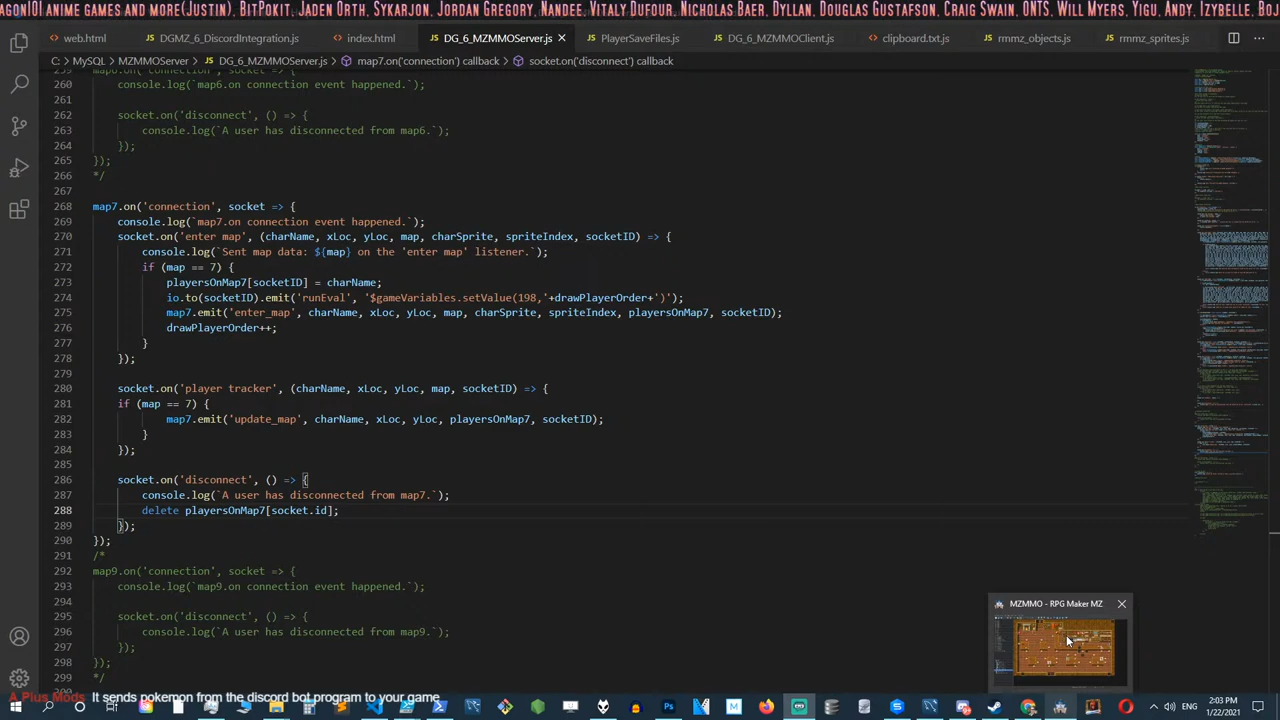 AGON101 ANIME GAMES AND MORE(JUSTIN), BITPOKIT, JADEN ORTH, SYKARJON, JORDAN GREGORY, NANDEE, VITALY DUFOUR, NICHOLAS BAER, DYLLAN, DOUGLAS GUSTAFSON, CRAIG SWAIN, ONTS, WILL MYERS, YIGU, ANDY, IZYBELLE, BOJ
web.html DGMZ_6_DiscordIntegration.js index.html DG_6_MZMMOServer.js PlayerSaveFiles.js DG_6_MZMMOClient.js clipboard.txt.js rmmz_objects.js rmmz_sprites.js
C: > MySQL > MZMMOServer > DG_6_MZMMOServer.js > map7.on('connection') callback > socket.on('disconnect') callback
259 map6.on('connection', socket => {
260 console.log(`map6.on connection event happened.`);
261
262 socket.on('disconnect', () => {
263 console.log(`A user has disconnected from map6.`);
264 });
265 });
266 */
267
268 map7.on('connection', socket => {
269 console.log(`map7.on connection event happened.`);
270 socket.on('enter map', (charName, xLoc, yLoc, map, charSprite, spriteIndex, socketID) => {
271 console.log(`Sent map data: ${map} on the 'enter map' listener`);
272 if (map == 7) {
273 playersOnMap7[socketID] = charName;
274 io.to(socketID).emit('runEval', '$gameVariables.setValue(198, '+drawPlayerOrder+')');
275 map7.emit('enter_map', charName, xLoc, yLoc, map, charSprite, spriteIndex, playersOnMap7, socketID);
276 drawPlayerOrder++;
277 }
278 });
279
280 socket.on('player tracker', (charName, xLoc, yLoc, map, socketID) => {
281 if (map == 7) {
282 map7.emit('update_map', charName, xLoc, yLoc, playersOnMap7, socketID);
283 }
284 });
285
286 socket.on('disconnect', () => {
287 console.log(`A user has disconnected from map7.`);
288 delete playersOnMap7[socket.id];
289 });
290 });
291 /*
292 map9.on('connection', socket => {
293 console.log(`map9.on connection event happened.`);
294
295 socket.on('disconnect', () => {
296 console.log(`A user has disconnected from map9.`);
297 });
298 });
299 */
MZMMO - RPG Maker MZ
A Plus Mods: It sends pokemon from the discord bot program to your game
ENG 2:03 PM
1/22/2021